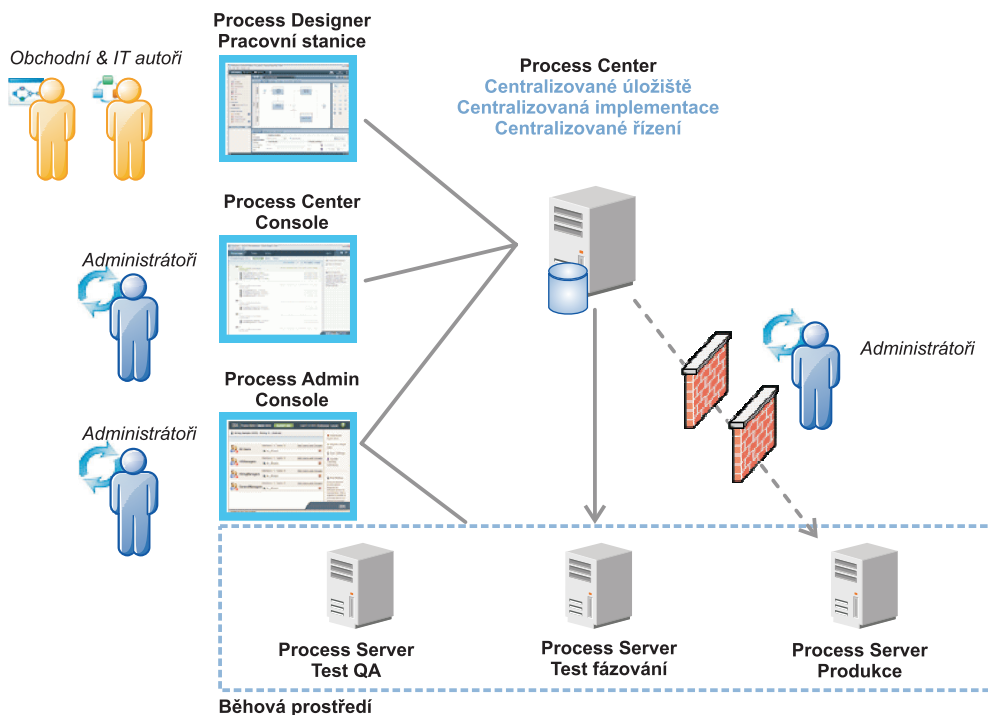 Process Designer
Pracovní stanice
Obchodní & IT autoři
Process Center
Centralizované úložiště
Centralizovaná implementace
Centralizované řízení
Process Center
Console
Administrátoři
Administrátoři
Process Admin
Console
Administrátoři
Process Server
Test QA
Process Server
Test fázování
Process Server
Produkce
Běhová prostředí